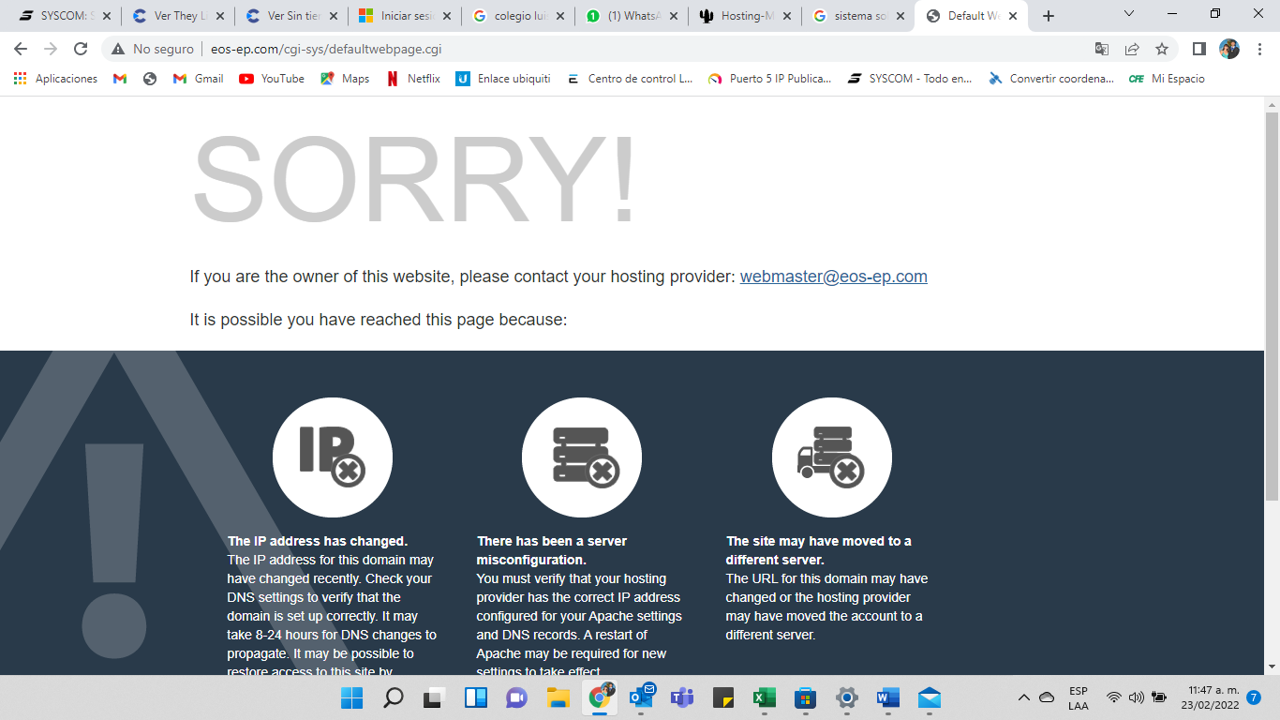 SYSCOM: S
Ver They L
Ver Sin tier
Iniciar sesi
colegio luis
(1) WhatsA
Hosting-M
sistema so
Default We
No seguro
eos-ep.com/cgi-sys/defaultwebpage.cgi
Aplicaciones
Gmail
YouTube
Maps
Netflix
Enlace ubiquiti
Centro de control L...
Puerto 5 IP Publica...
SYSCOM - Todo en...
Convertir coordena...
CFE Mi Espacio
SORRY!
If you are the owner of this website, please contact your hosting provider: webmaster@eos-ep.com
It is possible you have reached this page because:
IP
The IP address has changed.
The IP address for this domain may
have changed recently. Check your
DNS settings to verify that the
domain is set up correctly. It may
take 8-24 hours for DNS changes to
propagate. It may be possible to
restore access to this site by
There has been a server
misconfiguration.
You must verify that your hosting
provider has the correct IP address
configured for your Apache settings
and DNS records. A restart of
Apache may be required for new
settings to take effect.
The site may have moved to a
different server.
The URL for this domain may have
changed or the hosting provider
may have moved the account to a
different server.
ESP
LAA
11:47 a. m.
23/02/2022
7